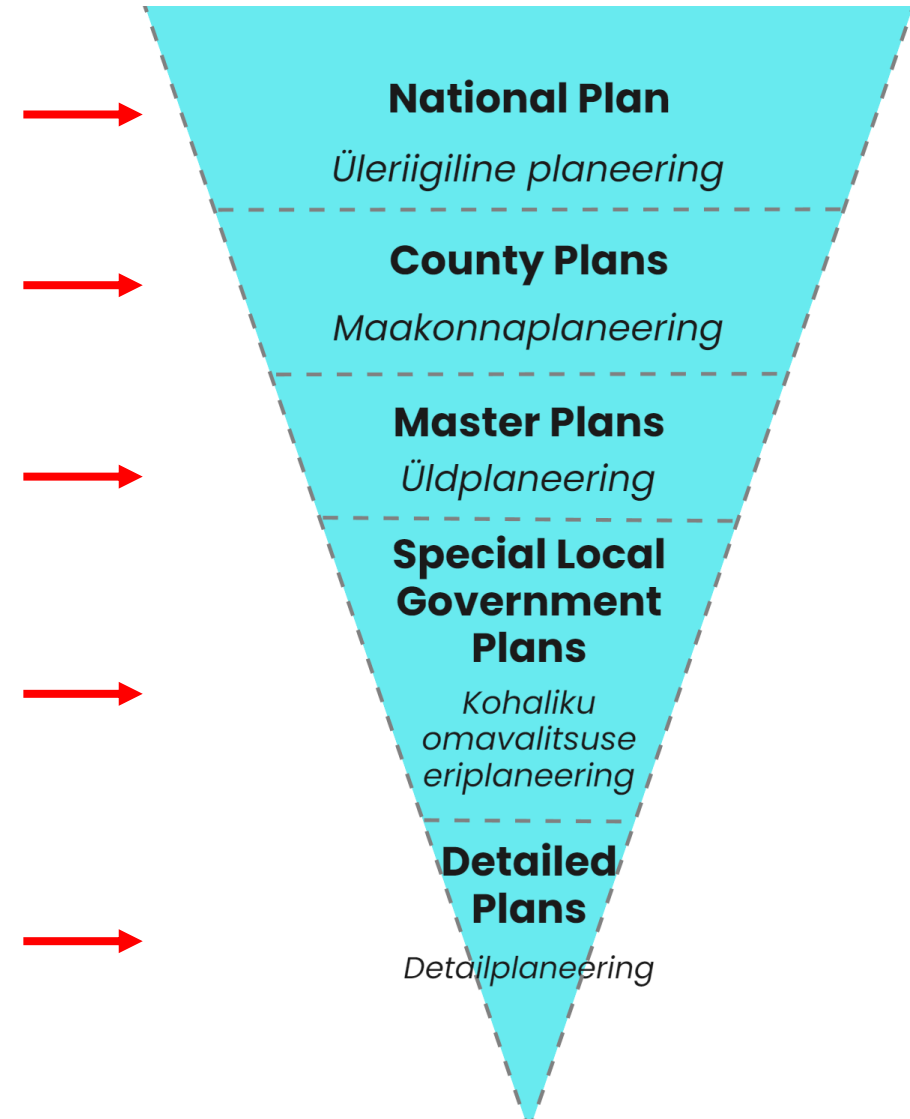 National Plan
Üleriigiline planeering
County Plans
Maakonnaplaneering
Master Plans
Üldplaneering
Special Local
Government
Plans
Kohaliku
omavalitsuse
eriplaneering
Detailed
Plans
Detailplaneering